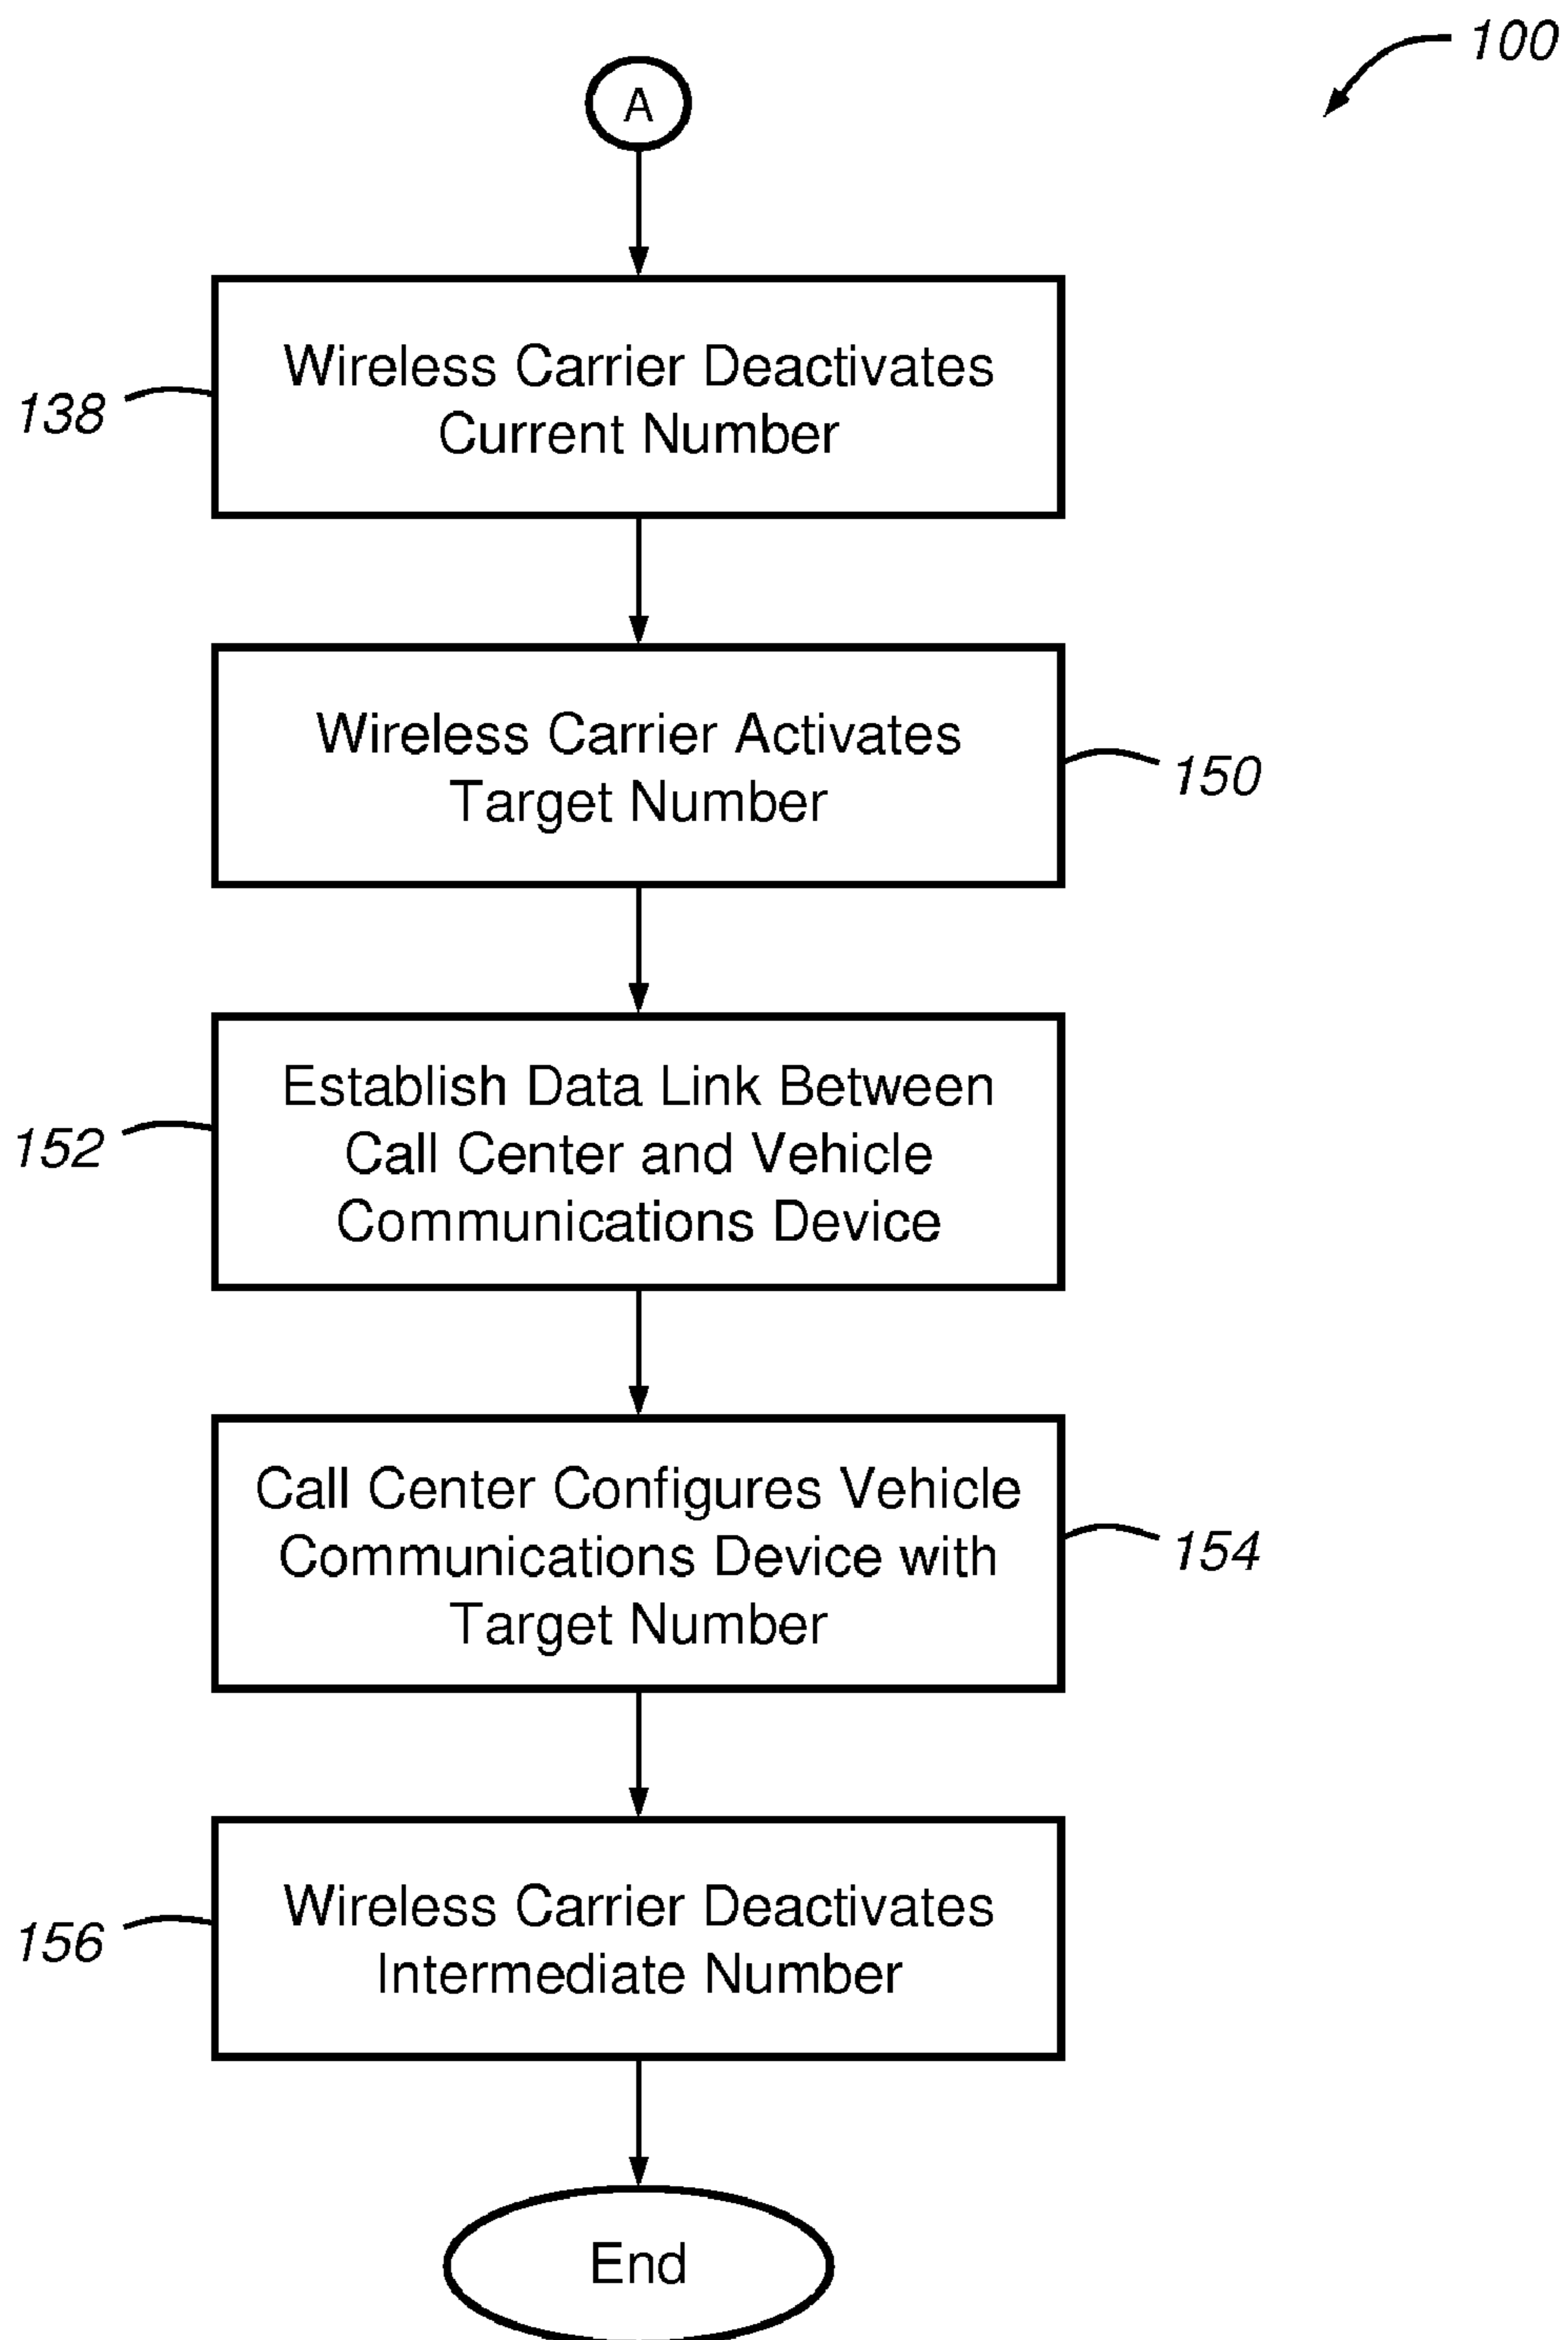 100
A
138
Wireless Carrier Deactivates
Current Number
Wireless Carrier Activates
Target Number
150
152
Establish Data Link Between
Call Center and Vehicle
Communications Device
Call Center Configures Vehicle
Communications Device with
Target Number
154
156
Wireless Carrier Deactivates
Intermediate Number
End